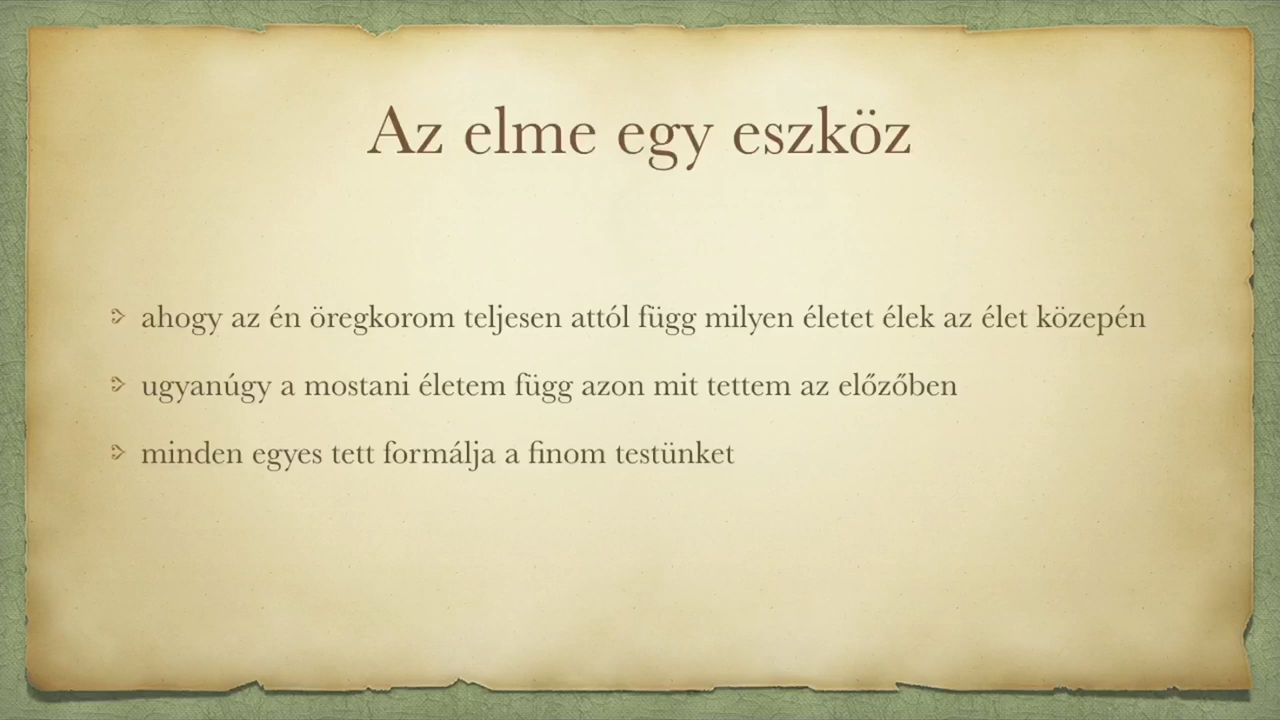 Az elme egy eszköz
ahogy az én öregkorom teljesen attól függ milyen életet élek az élet közepén
ugyanúgy a mostani életem függ azon mit tettem az előzőben
minden egyes tett formálja a finom testünket